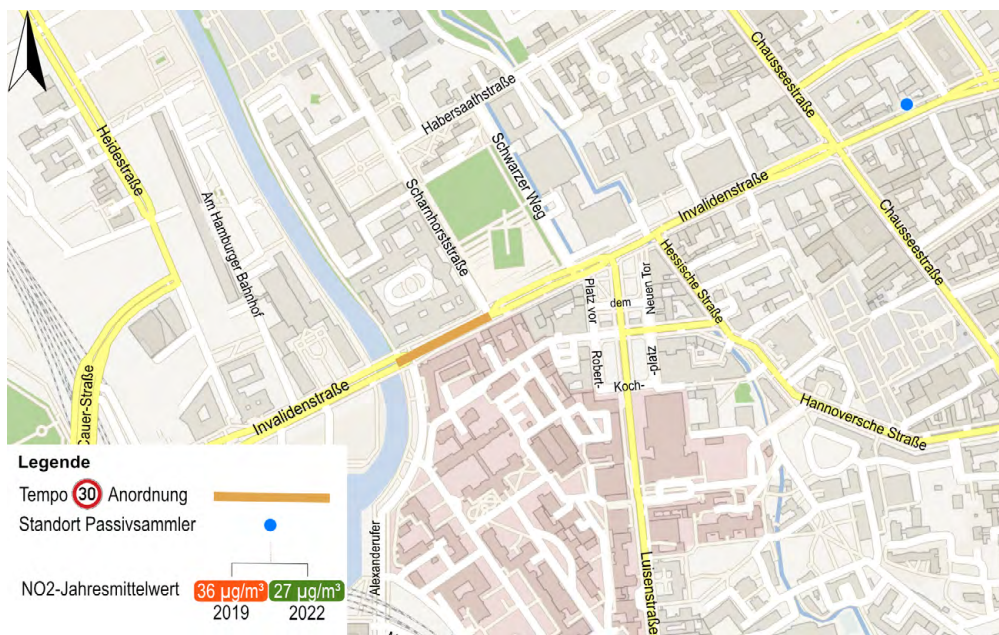 Heidestraße
Am Hamburger Bahnhof
Habersaathstraße
Schwarzer Weg
Scharnhorststraße
Chausseestraße
Invalidenstraße
Chausseestraße
Hessische Straße
Platz vor
dem
Neuen Tor
Robert-
Koch-
platz
Hannoversche Straße
Invalidenstraße
Cauer-Straße
Alexanderufer
Luisenstraße
Legende
Tempo 30 Anordnung
Standort Passivsammler
NO2-Jahresmittelwert 36 µg/m³ 27 µg/m³
2019 2022